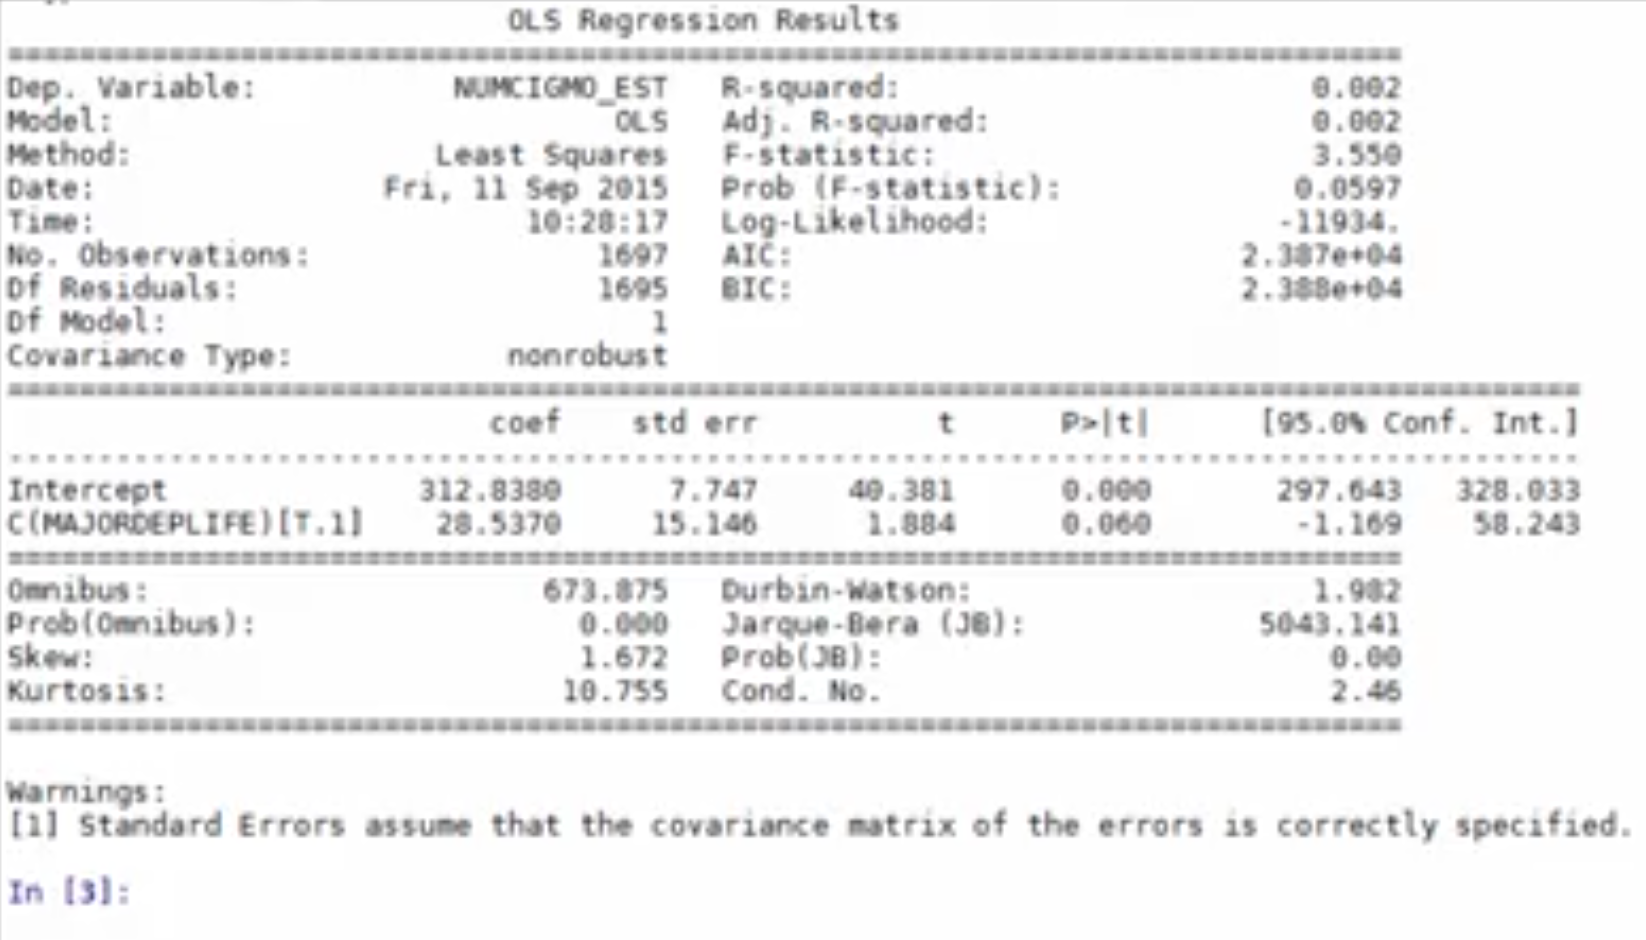 OLS Regression Results
==============================================================================
Dep. Variable: NUMCIGMO_EST R-squared: 0.002
Model: OLS Adj. R-squared: 0.002
Method: Least Squares F-statistic: 3.550
Date: Fri, 11 Sep 2015 Prob (F-statistic): 0.0597
Time: 10:28:17 Log-Likelihood: -11934.
No. Observations: 1697 AIC: 2.387e+04
Df Residuals: 1695 BIC: 2.388e+04
Df Model: 1
Covariance Type: nonrobust
========================================================================================
coef std err t P>|t| [95.0% Conf. Int.]
----------------------------------------------------------------------------------------
Intercept 312.8380 7.747 40.381 0.000 297.643 328.033
C(MAJORDEPLIFE)[T.1] 28.5370 15.146 1.884 0.060 -1.169 58.243
==============================================================================
Omnibus: 673.875 Durbin-Watson: 1.982
Prob(Omnibus): 0.000 Jarque-Bera (JB): 5043.141
Skew: 1.672 Prob(JB): 0.00
Kurtosis: 10.755 Cond. No. 2.46
==============================================================================
Warnings:
[1] Standard Errors assume that the covariance matrix of the errors is correctly specified.
In [3]: